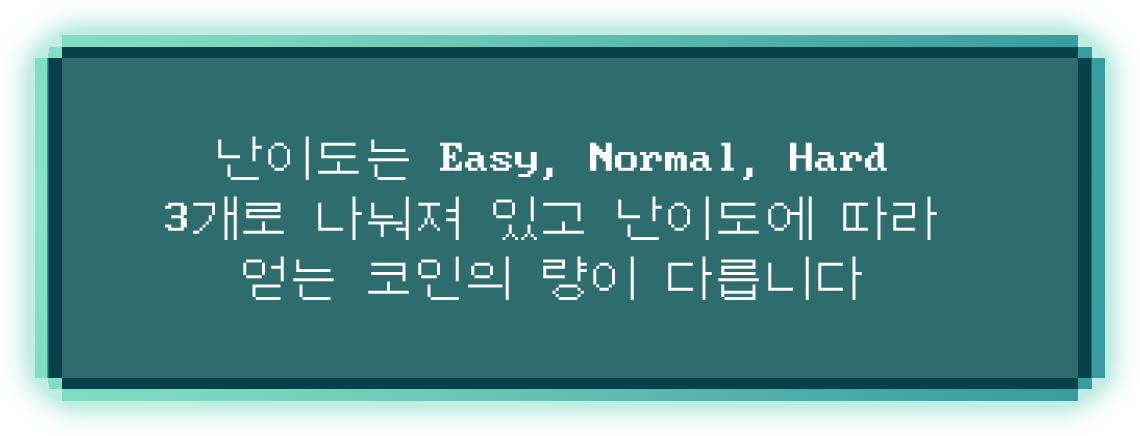 난이도는 Easy, Normal, Hard
3개로 나눠져 있고 난이도에 따라
얻는 코인의 량이 다릅니다